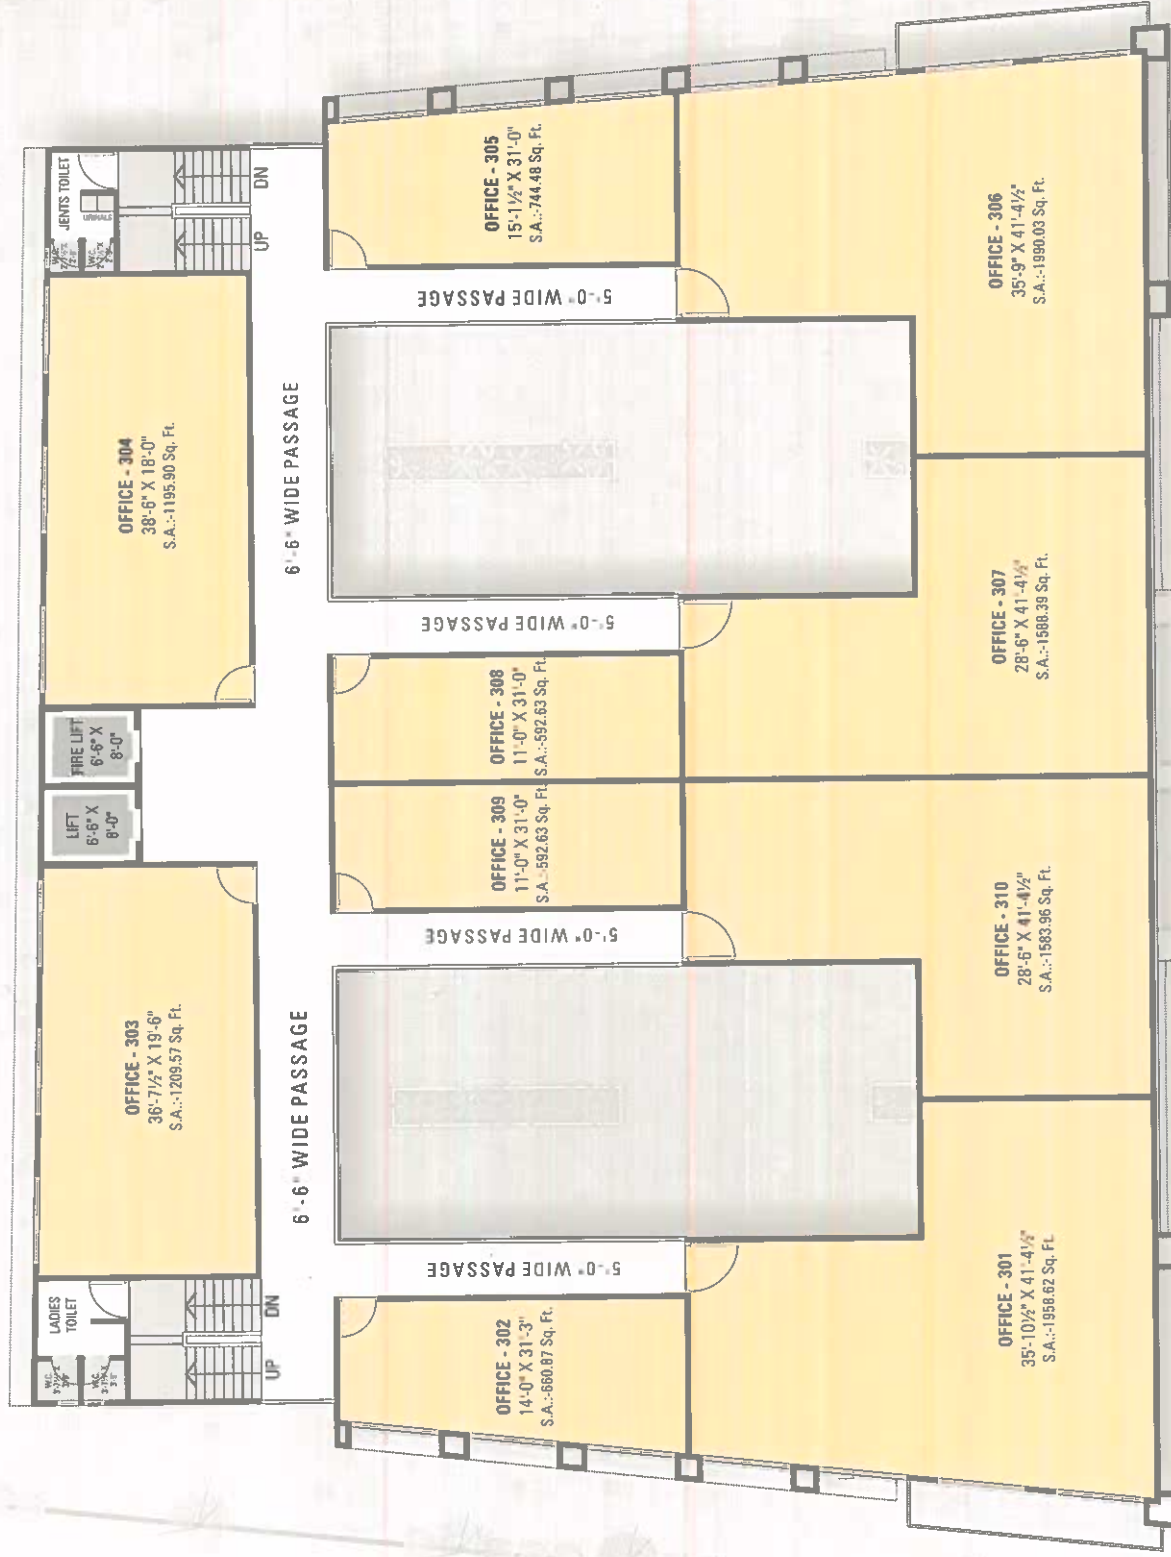 LADIES
TOILET
UP
DN
OFFICE - 303
36'-7½" X 19'-6"
S.A.:-1209.57 Sq. Ft.
LIFT
6'-6" X
8'-0"
FIRE LIFT
6'-6" X
8'-0"
OFFICE - 304
38'-6" X 18'-0"
S.A.:-1195.90 Sq. Ft.
JENTS TOILET
URINALS
W.C.
UP
DN
6'-6" WIDE PASSAGE
6'-6" WIDE PASSAGE
OFFICE - 302
14'-0" X 31'-3"
S.A.:-660.87 Sq. Ft.
5'-0" WIDE PASSAGE
5'-0" WIDE PASSAGE
OFFICE - 309
11'-0" X 31'-0"
S.A.:-592.63 Sq. Ft.
OFFICE - 308
11'-0" X 31'-0"
S.A.:-592.63 Sq. Ft.
5'-0" WIDE PASSAGE
5'-0" WIDE PASSAGE
OFFICE - 305
15'-1½" X 31'-0"
S.A.:-744.48 Sq. Ft.
OFFICE - 301
35'-10½" X 41'-4½"
S.A.:-1958.62 Sq. Ft.
OFFICE - 310
28'-6" X 41'-4½"
S.A.:-1583.96 Sq. Ft.
OFFICE - 307
28'-6" X 41'-4½"
S.A.:-1588.39 Sq. Ft.
OFFICE - 306
35'-9" X 41'-4½"
S.A.:-1990.03 Sq. Ft.